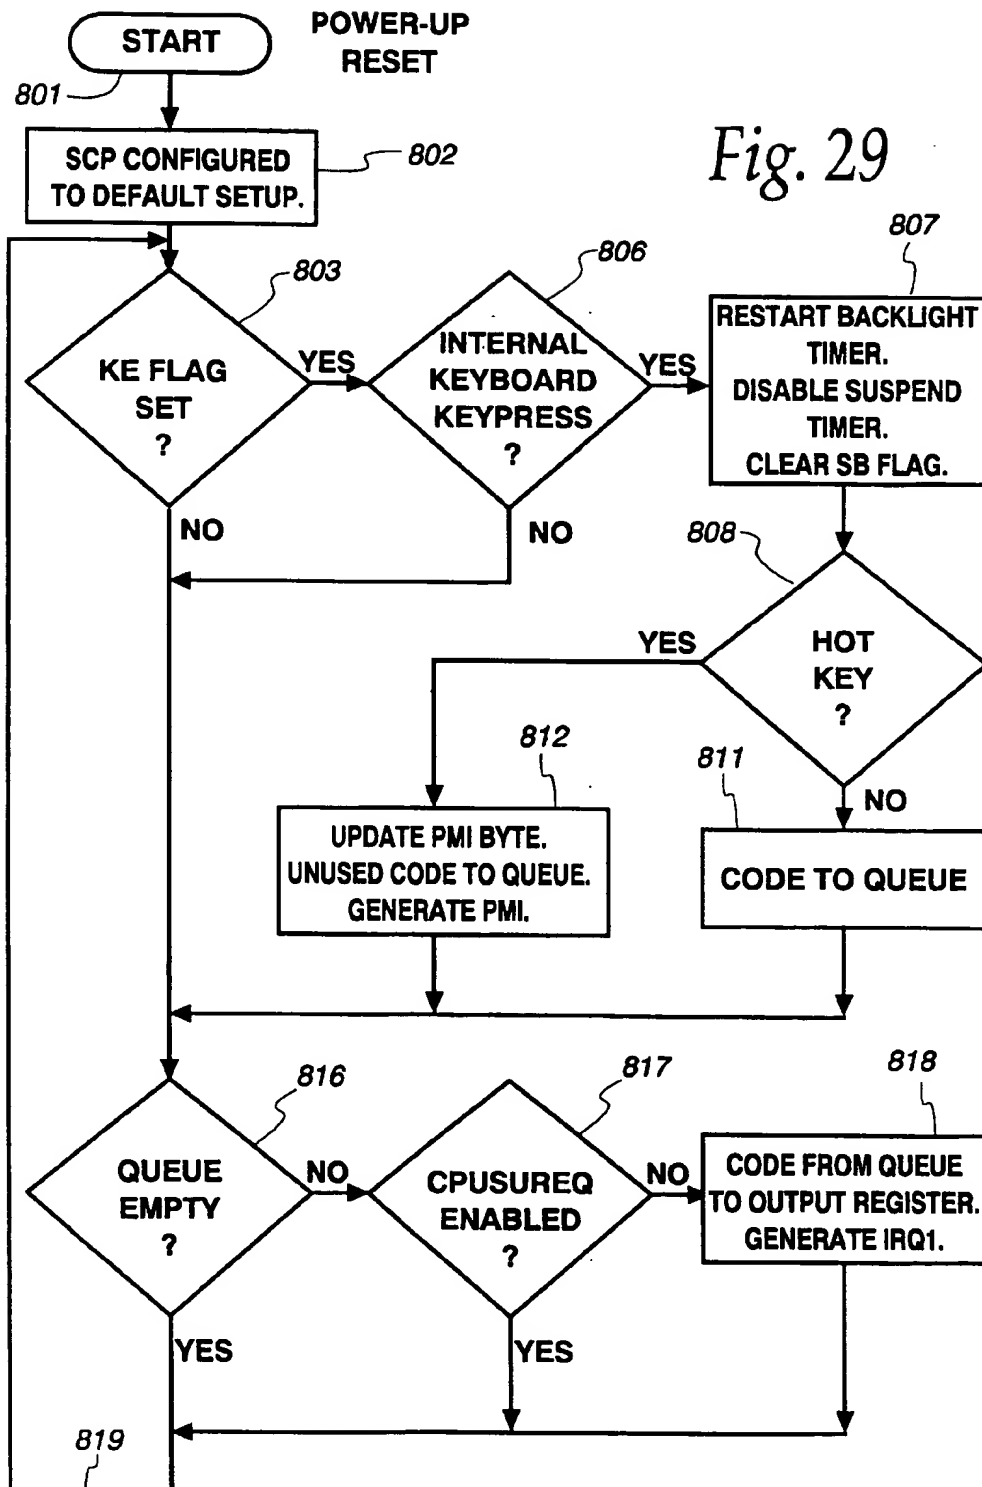 START
POWER-UP
RESET
801
SCP CONFIGURED
TO DEFAULT SETUP.
802
Fig. 29
803
806
807
KE FLAG
SET
?
YES
INTERNAL
KEYBOARD
KEYPRESS
?
YES
RESTART BACKLIGHT
TIMER.
DISABLE SUSPEND
TIMER.
CLEAR SB FLAG.
NO
NO
808
HOT
KEY
?
YES
NO
812
811
UPDATE PMI BYTE.
UNUSED CODE TO QUEUE.
GENERATE PMI.
CODE TO QUEUE
816
817
818
QUEUE
EMPTY
?
NO
CPUSUREQ
ENABLED
?
NO
CODE FROM QUEUE
TO OUTPUT REGISTER.
GENERATE IRQ1.
YES
YES
819